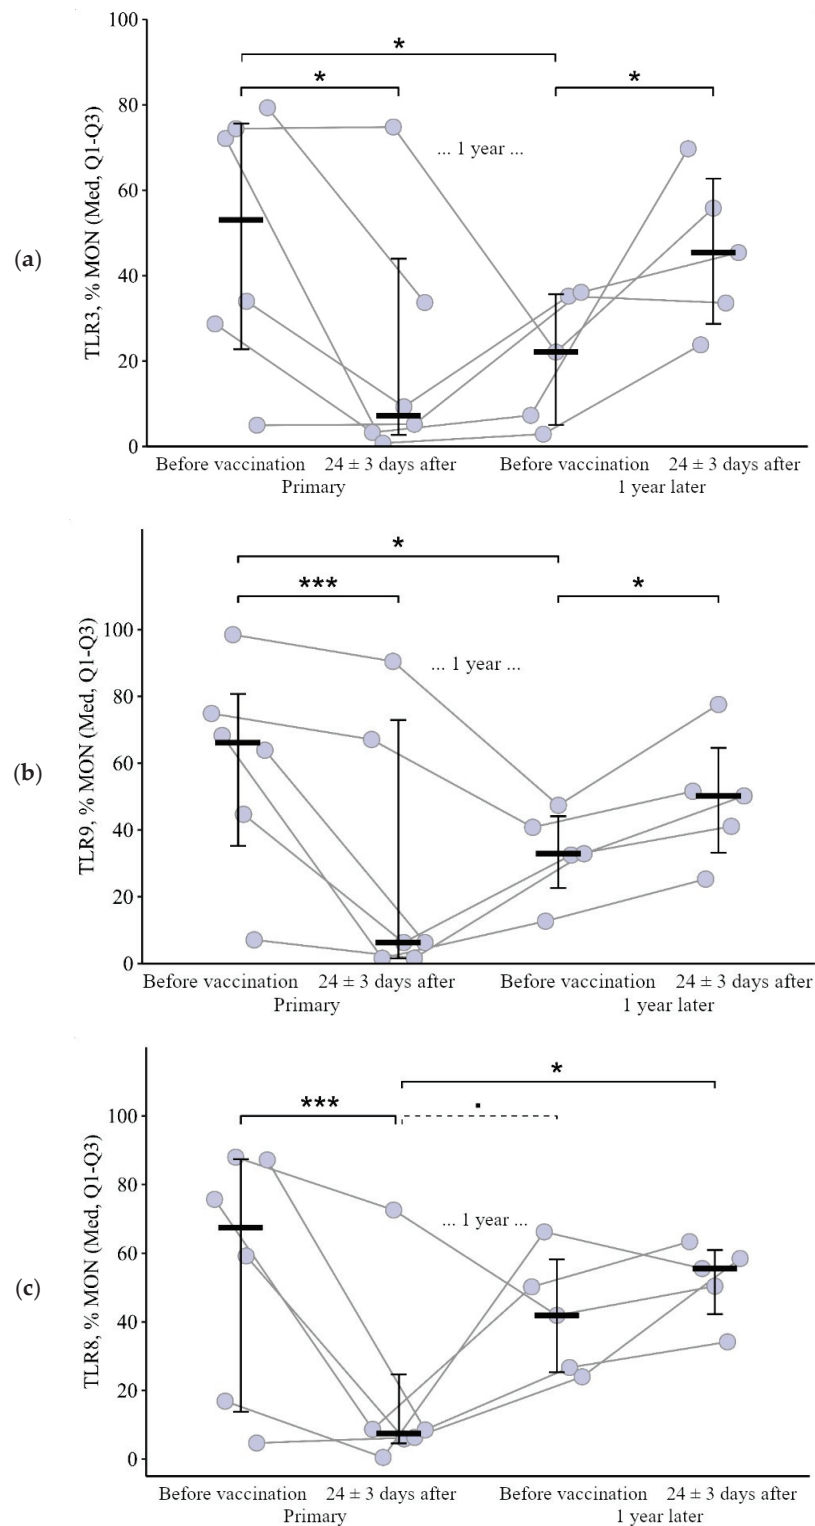 100
*
*
*
80
... 1 year ...
60
(a)
TLR3, % MON (Med, Q1-Q3)
40
20
0
Before vaccination 24 ± 3 days after Before vaccination 24 ± 3 days after
Primary 1 year later
*
***
*
100
... 1 year ...
80
(b)
TLR9, % MON (Med, Q1-Q3)
60
40
20
0
Before vaccination 24 ± 3 days after Before vaccination 24 ± 3 days after
Primary 1 year later
*
***
.
100
80
... 1 year ...
60
(c)
TLR8, % MON (Med, Q1-Q3)
40
20
0
Before vaccination 24 ± 3 days after Before vaccination 24 ± 3 days after
Primary 1 year later